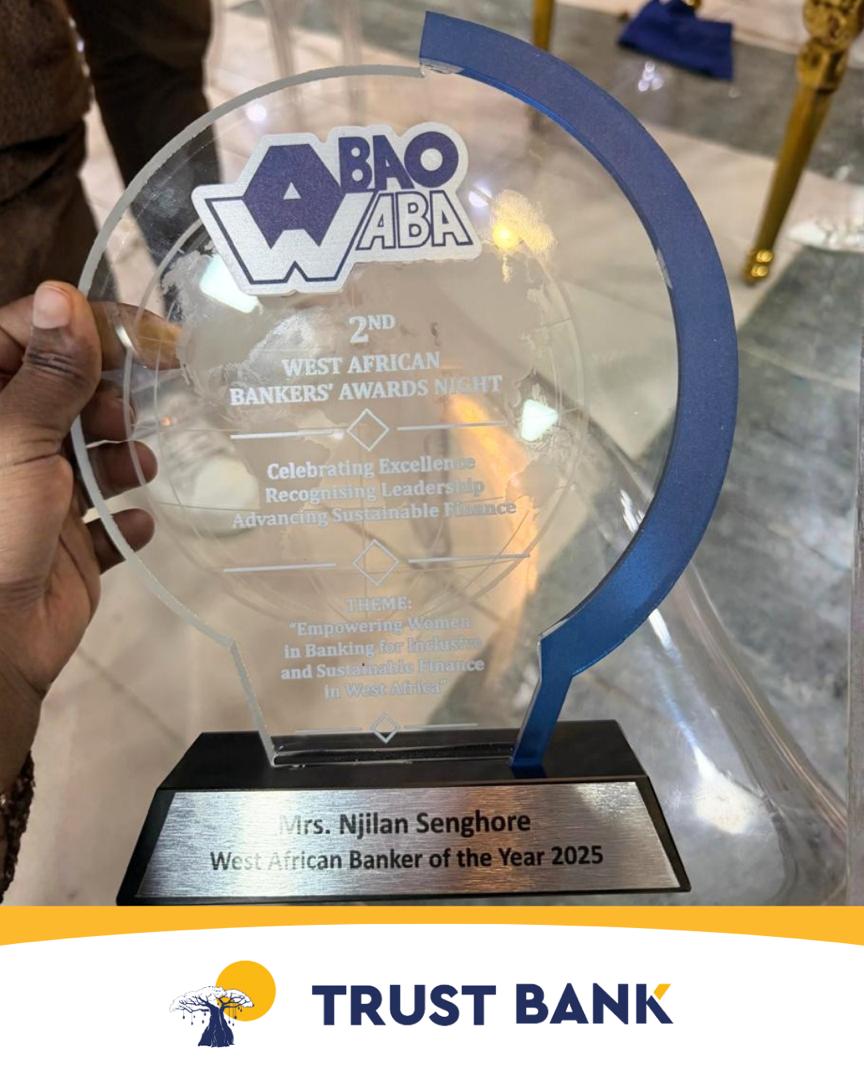 ABAO
WABA
2ND
WEST AFRICAN
BANKERS' AWARDS NIGHT
Celebrating Excellence
Recognising Leadership
Advancing Sustainable Finance
THEME:
"Empowering Women
in Banking for Inclusive
and Sustainable Finance
in West Africa"
Mrs. Njilan Senghore
West African Banker of the Year 2025
TRUST BANK